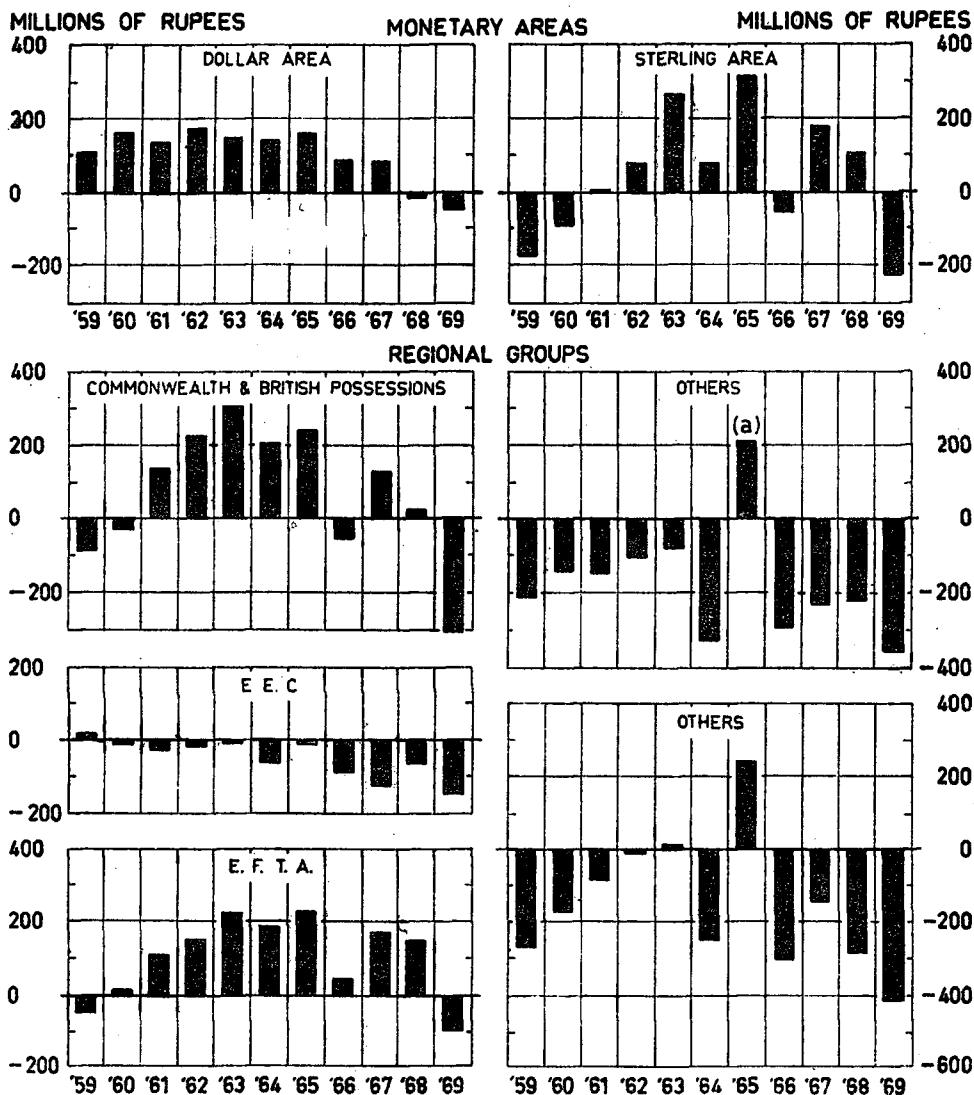 MILLIONS OF RUPEES MONETARY AREAS MILLIONS OF RUPEES
DOLLAR AREA
400
200
0
−200
'59 '60 '61 '62 '63 '64 '65 '66 '67 '68 '69
STERLING AREA
400
200
0
−200
'59 '60 '61 '62 '63 '64 '65 '66 '67 '68 '69
REGIONAL GROUPS
COMMONWEALTH & BRITISH POSSESSIONS
400
200
0
−200
OTHERS
(a)
400
200
0
−200
−400
E E C
200
0
−200
OTHERS
400
200
0
−200
−400
−600
'59 '60 '61 '62 '63 '64 '65 '66 '67 '68 '69
E. F. T. A.
400
200
0
−200
'59 '60 '61 '62 '63 '64 '65 '66 '67 '68 '69